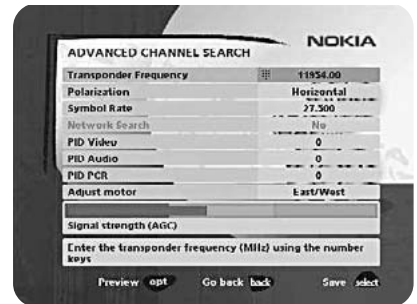 NOKIA
ADVANCED CHANNEL SEARCH
Transponder Frequency 11954.00
Polarization Horizontal
Symbol Rate 27.500
Network Search No
PID Video 0
PID Audio 0
PID PCR 0
Adjust motor East/West
Signal strength (AGC)
Enter the transponder frequency (MHz) using the number
keys
Preview opt Go back back Save select